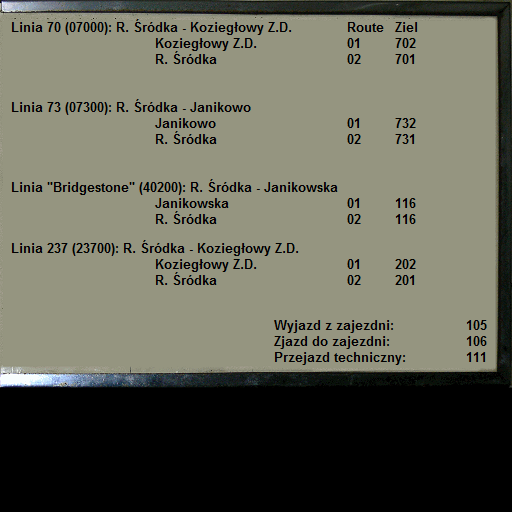 Linia 70 (07000): R. Śródka - Koziegłowy Z.D. Route Ziel
Koziegłowy Z.D. 01 702
R. Śródka 02 701
Linia 73 (07300): R. Śródka - Janikowo
Janikowo 01 732
R. Śródka 02 731
Linia "Bridgestone" (40200): R. Śródka - Janikowska
Janikowska 01 116
R. Śródka 02 116
Linia 237 (23700): R. Śródka - Koziegłowy Z.D.
Koziegłowy Z.D. 01 202
R. Śródka 02 201
Wyjazd z zajezdni: 105
Zjazd do zajezdni: 106
Przejazd techniczny: 111